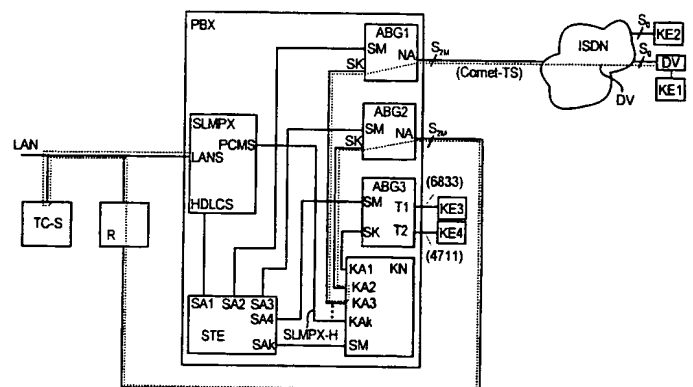 PBX
ABG1
SM
NA
S2M
SK
(Cornet-TS)
ISDN
S0
KE2
S0
DV
KE1
DV
ABG2
SM
NA
S2M
SK
SLMPX
PCMS
LANS
HDLCS
LAN
TC-S
R
ABG3
SM
T1
T2
SK
(6833)
KE3
KE4
(4711)
KA1
KN
KA2
KA3
KAk
SM
SA1
SA2
SA3
SA4
STE
SAk
SLMPX-H